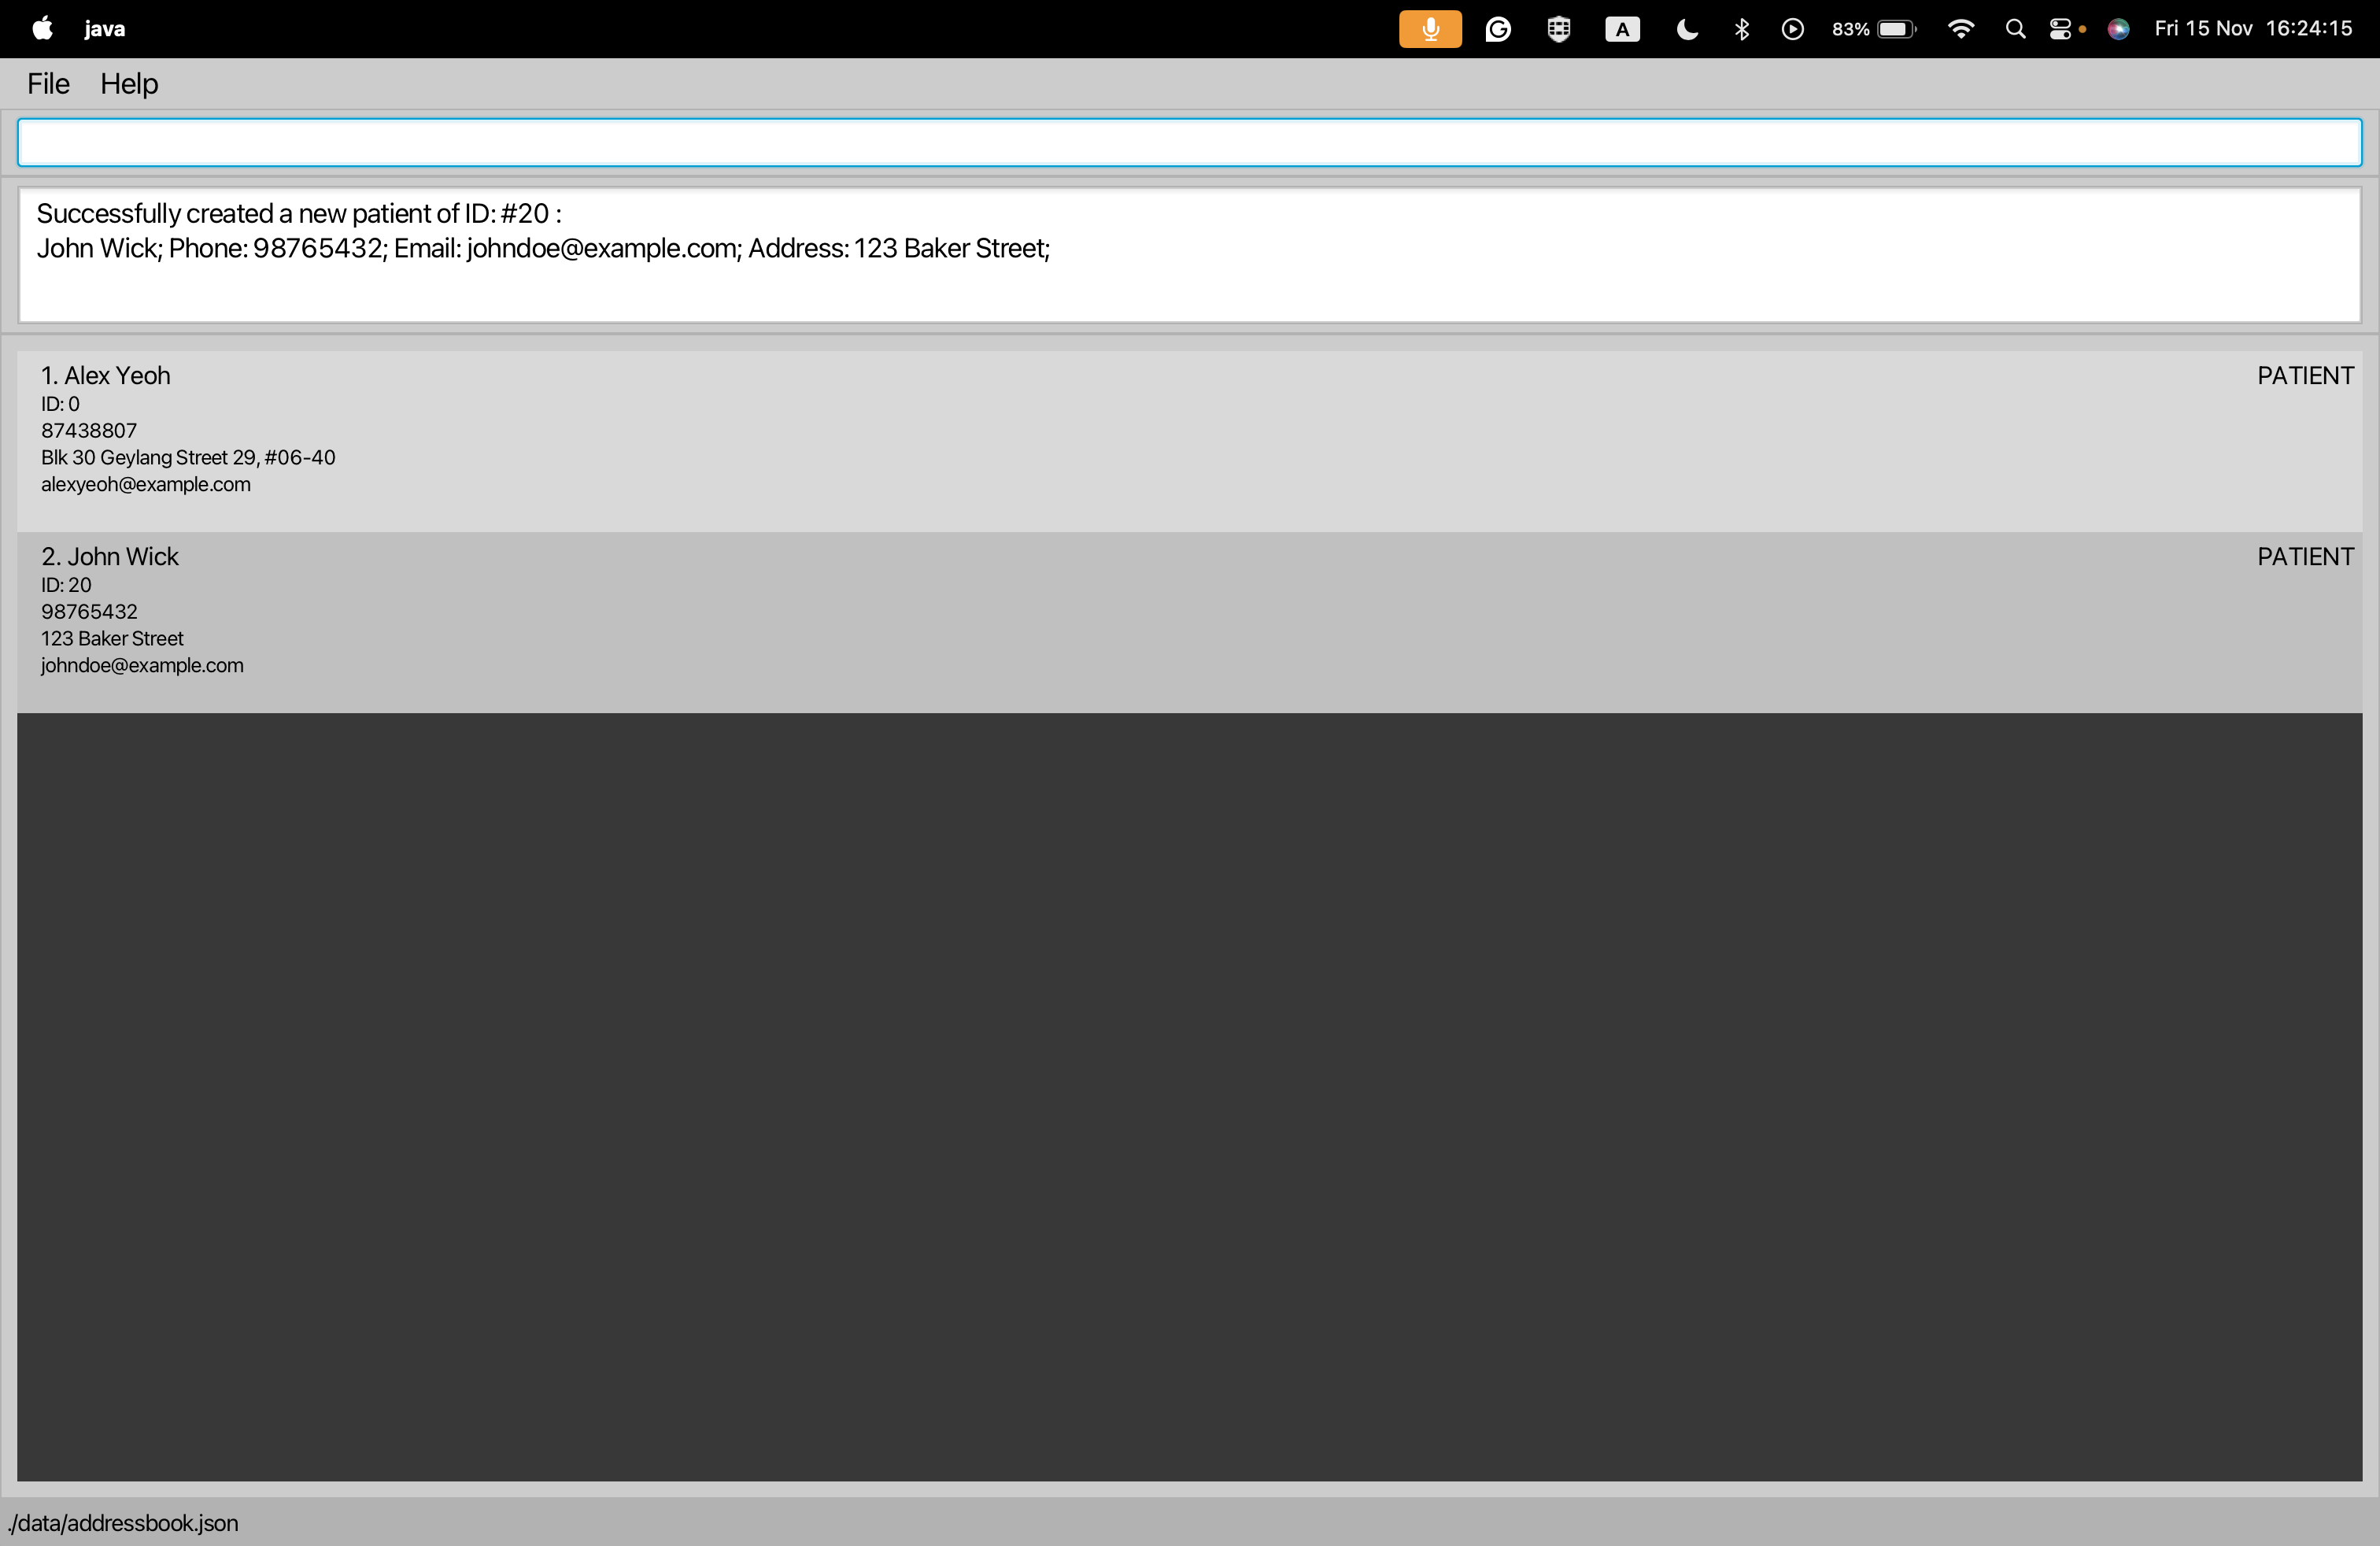 java
A
83%
Fri 15 Nov 16:24:15
File Help
Successfully created a new patient of ID: #20 :
John Wick; Phone: 98765432; Email: johndoe@example.com; Address: 123 Baker Street;
1. Alex Yeoh PATIENT
ID: 0
87438807
Blk 30 Geylang Street 29, #06-40
alexyeoh@example.com
2. John Wick PATIENT
ID: 20
98765432
123 Baker Street
johndoe@example.com
./data/addressbook.json